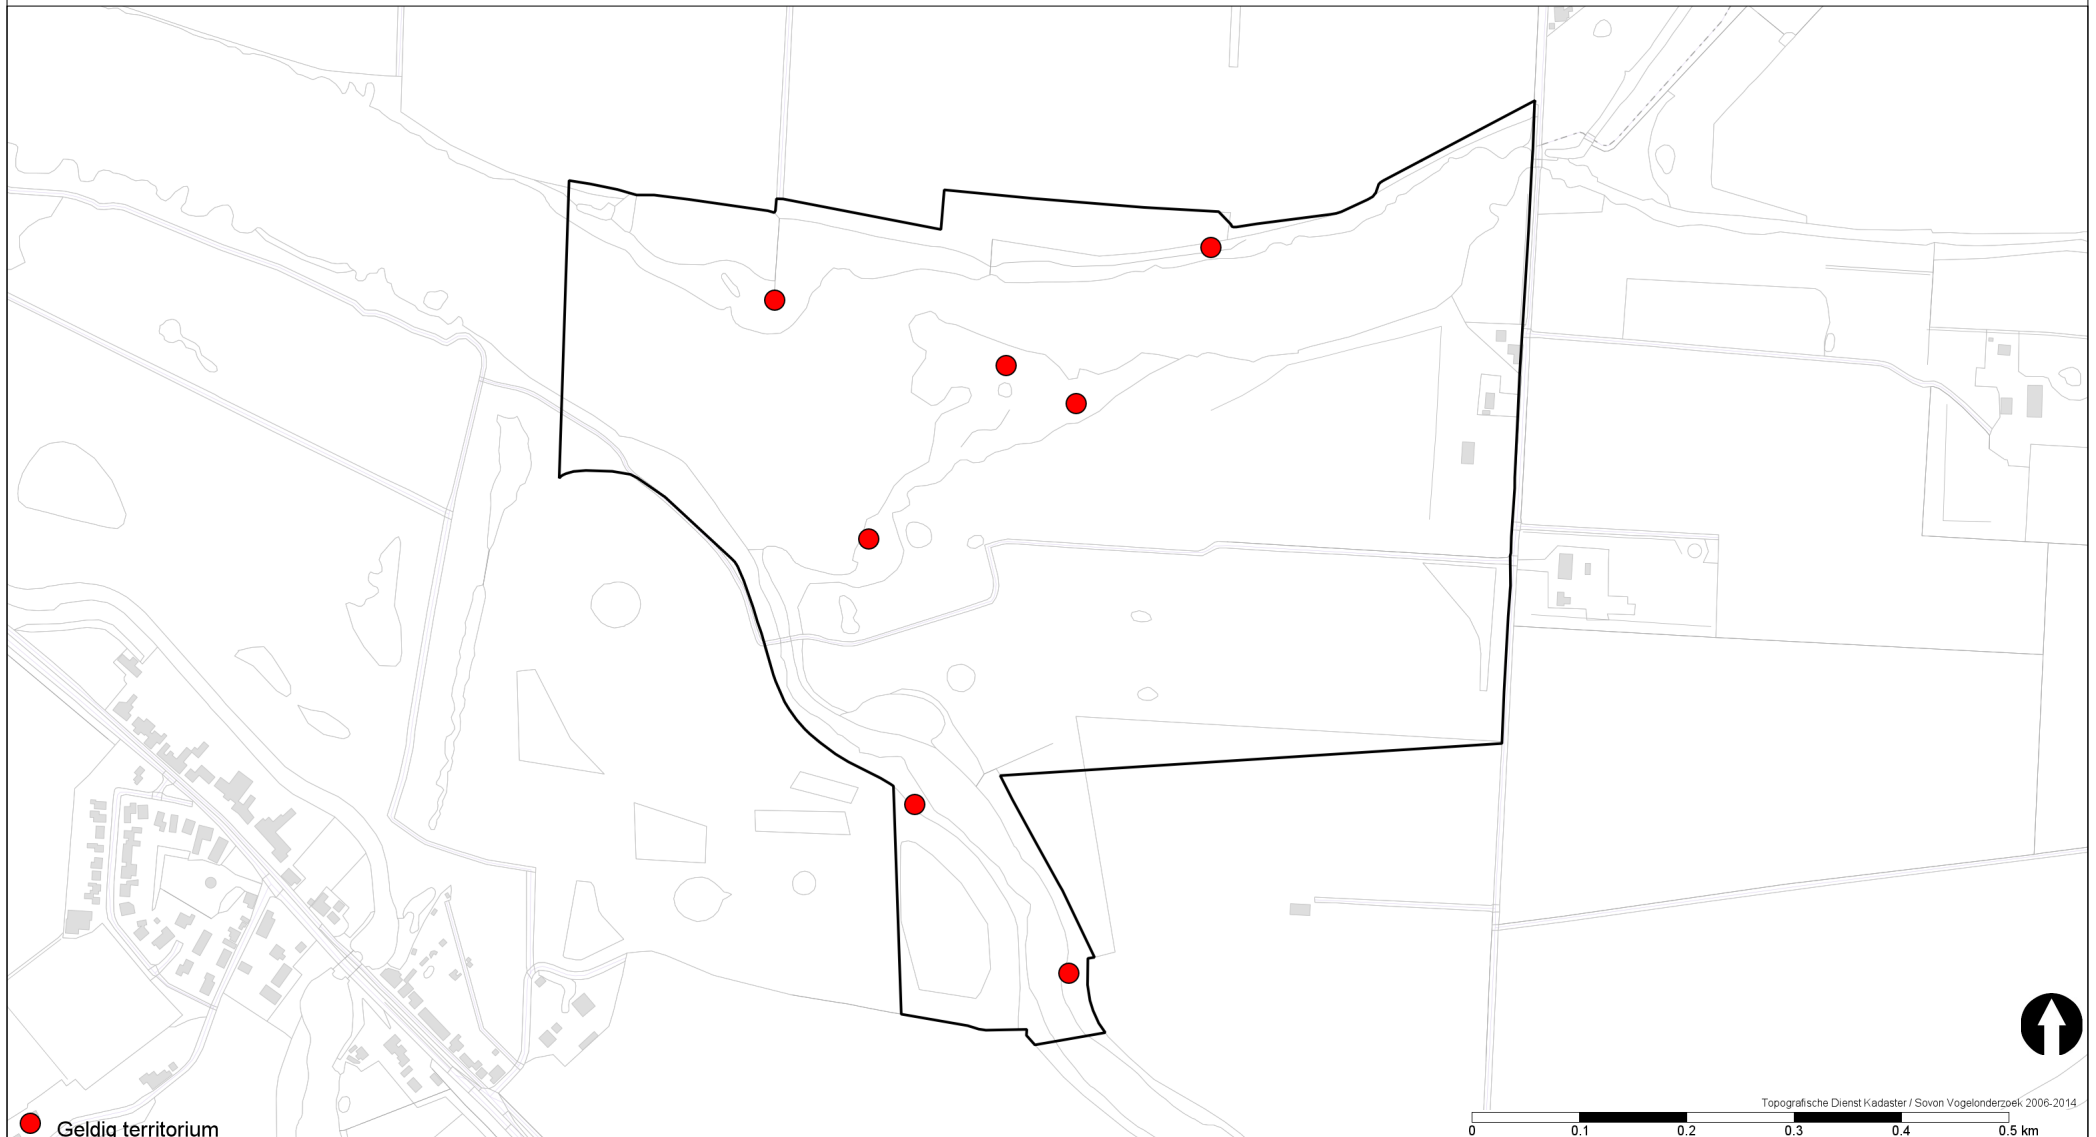 Topografische Dienst Kadaster / Sovon Vogelonderzoek 2006-2014
0 0.1 0.2 0.3 0.4 0.5 km
Geldig territorium